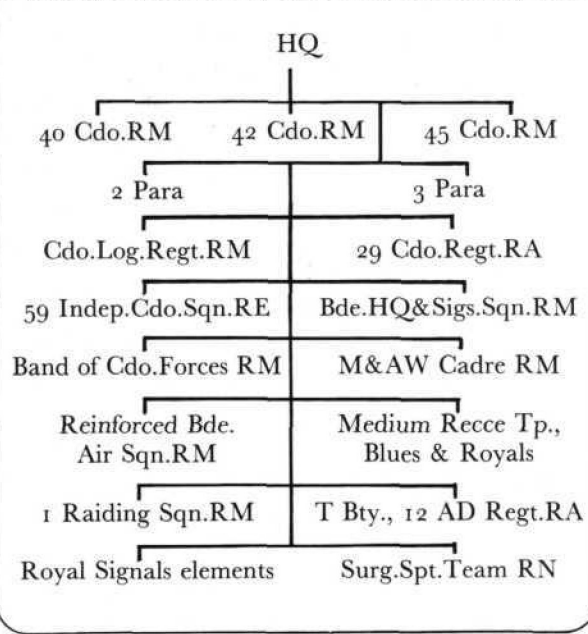 HQ
40 Cdo.RM 42 Cdo.RM 45 Cdo.RM
2 Para 3 Para
Cdo.Log.Regt.RM 29 Cdo.Regt.RA
59 Indep.Cdo.Sqn.RE Bde.HQ&Sigs.Sqn.RM
Band of Cdo.Forces RM M&AW Cadre RM
Reinforced Bde. Medium Recce Tp.,
Air Sqn.RM Blues & Royals
1 Raiding Sqn.RM T Bty., 12 AD Regt.RA
Royal Signals elements Surg.Spt.Team RN